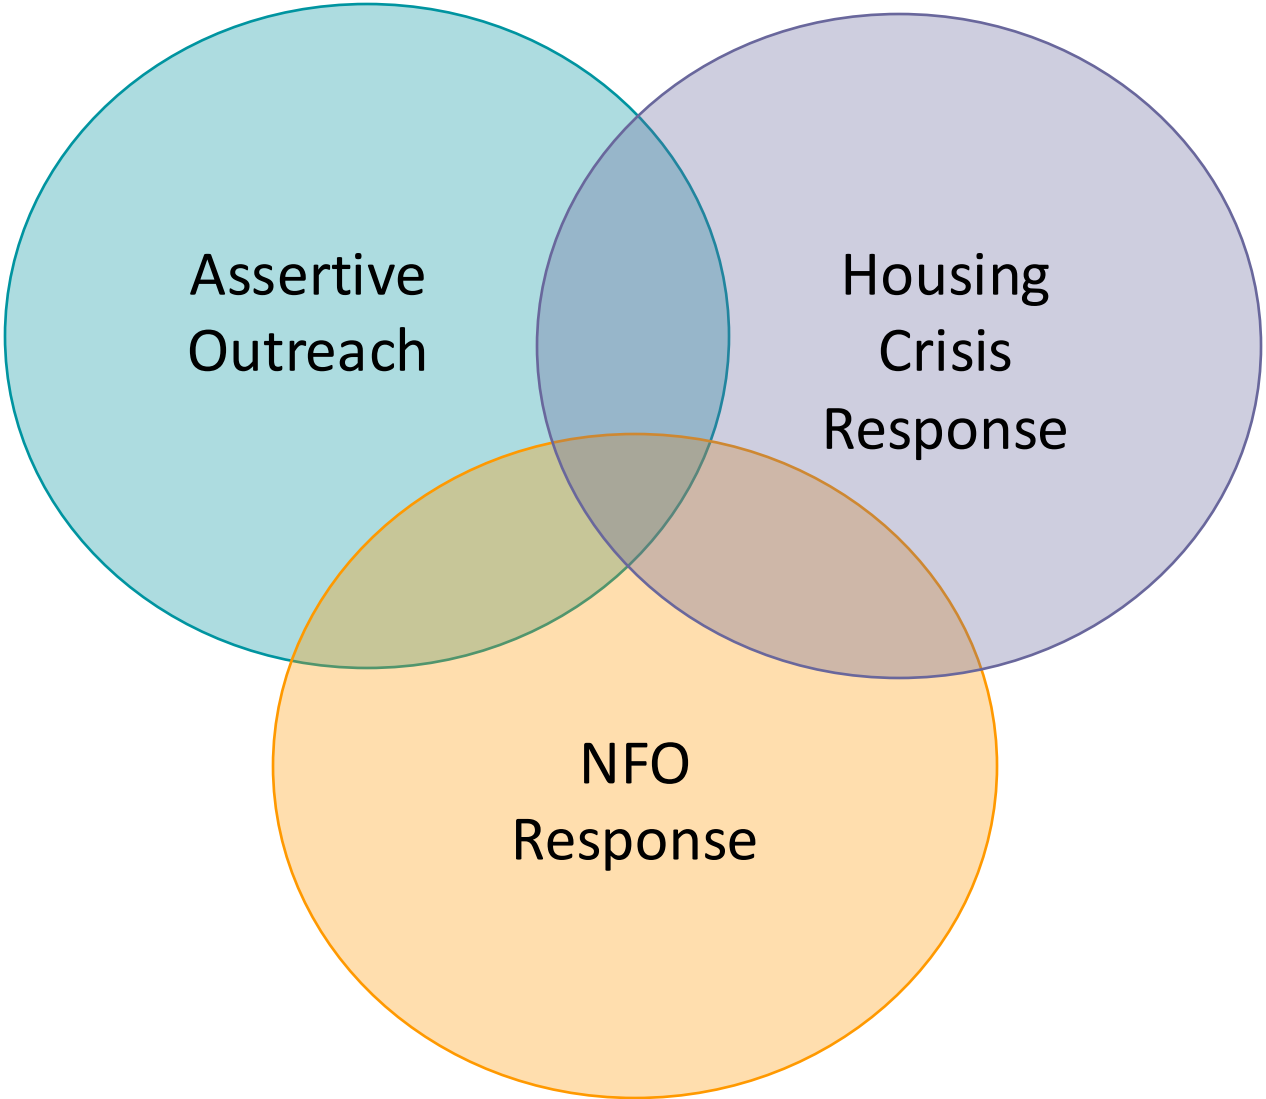 Assertive
Outreach
Housing
Crisis
Response
NFO
Response